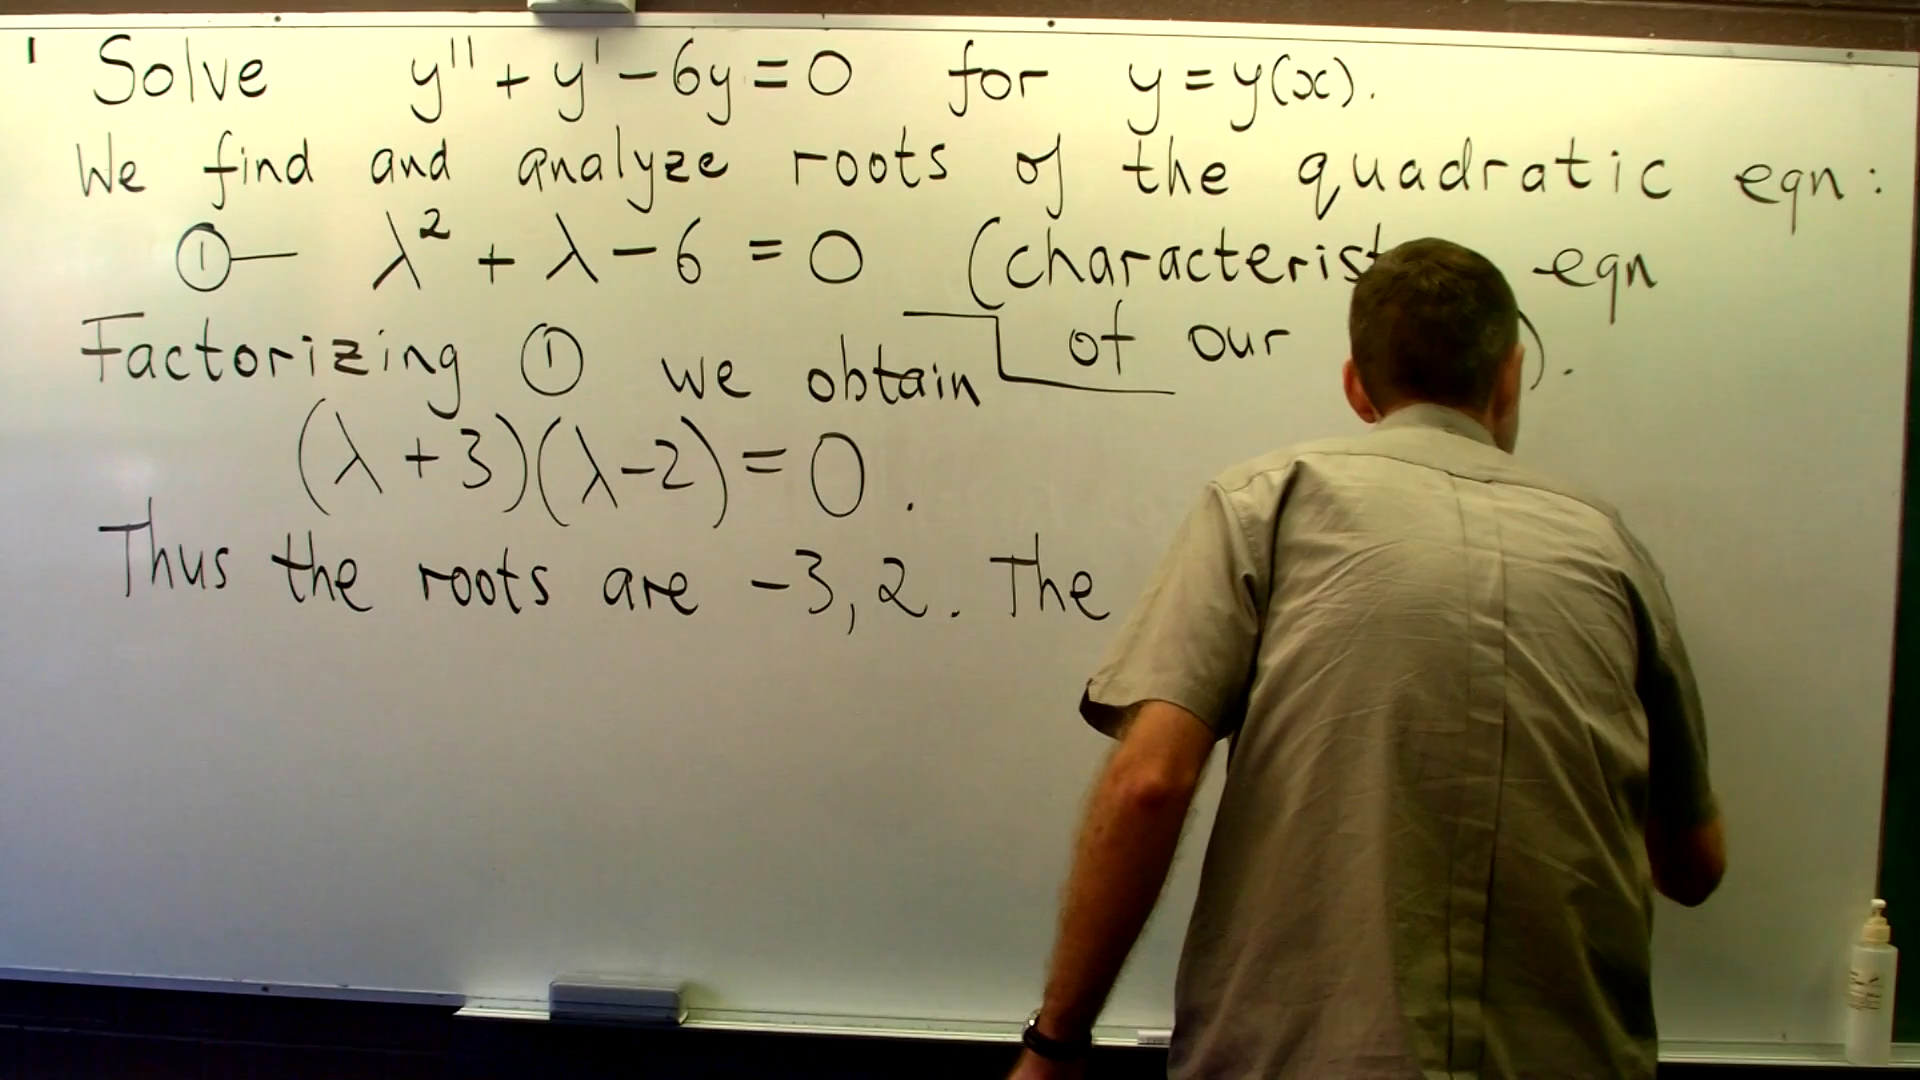 Solve y'' + y' - 6y = 0 for y = y(x).
We find and analyze roots of the quadratic eqn:
① — λ² + λ - 6 = 0 (characterist eqn
of our ).
Factorizing ① we obtain
(λ + 3)(λ - 2) = 0.
Thus the roots are -3, 2. The